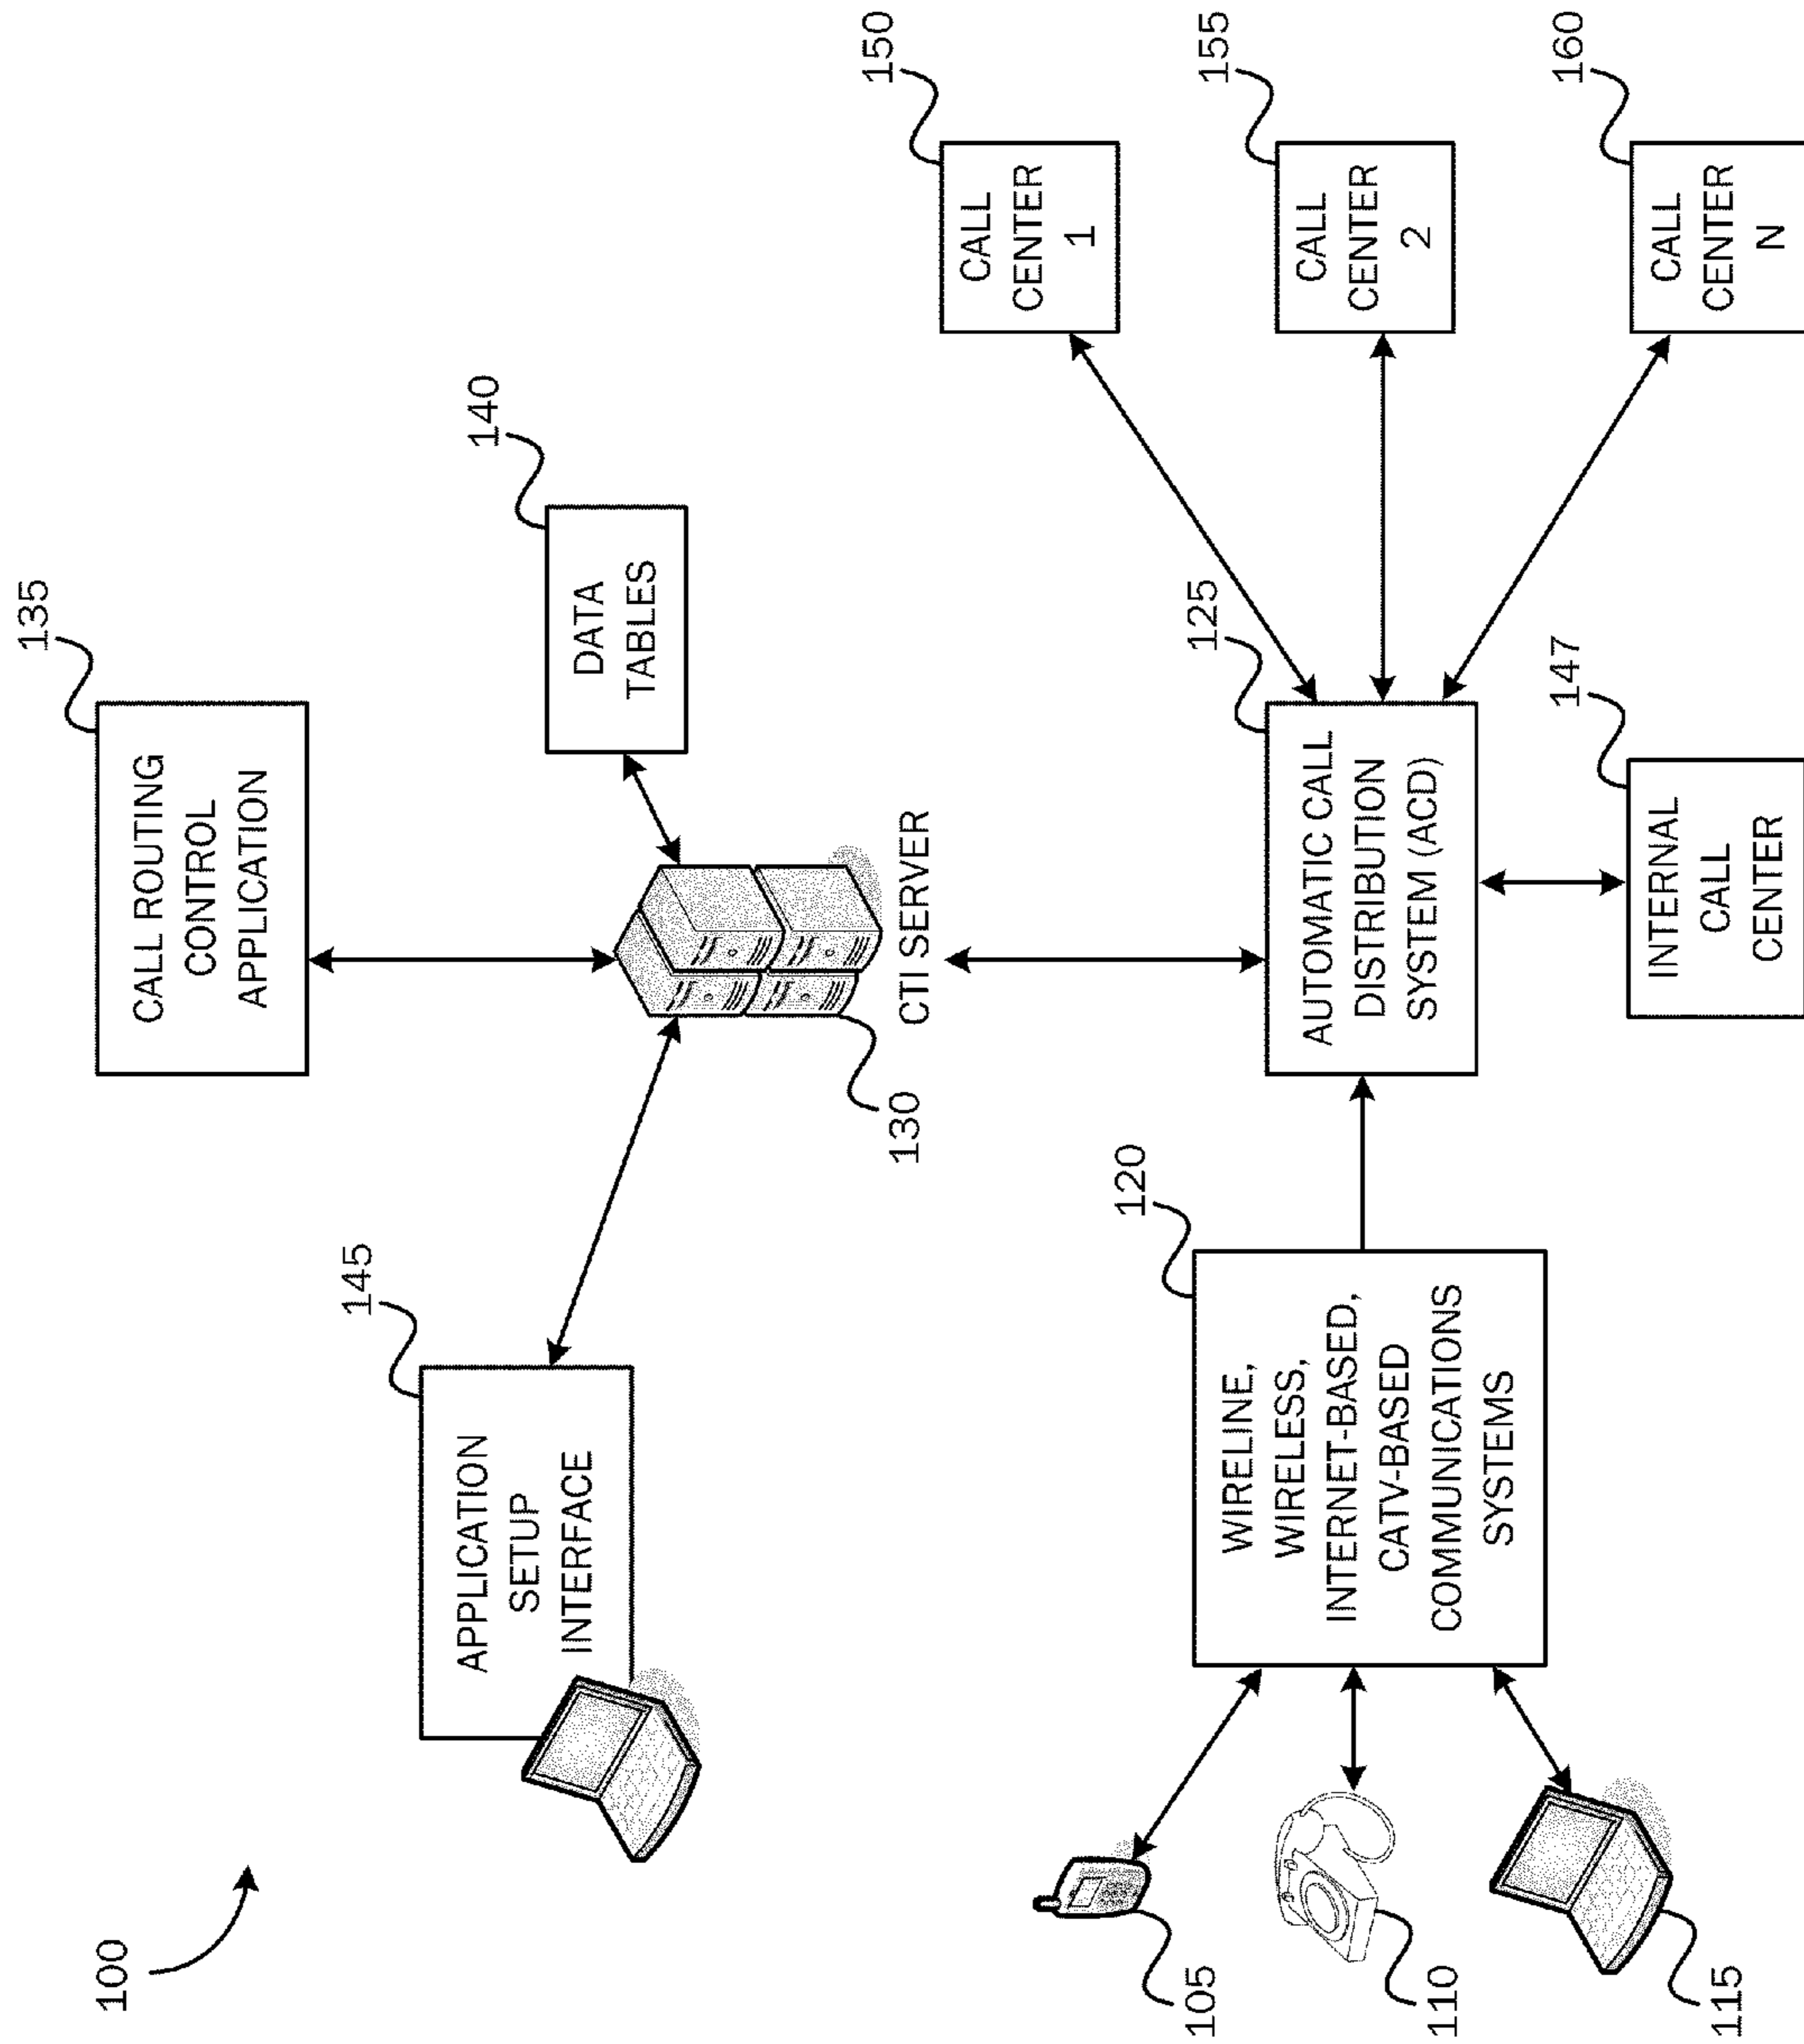 100
135
CALL ROUTING
CONTROL
APPLICATION
145
APPLICATION
SETUP
INTERFACE
140
DATA
TABLES
130
CTI SERVER
105
110
115
120
WIRELINE,
WIRELESS,
INTERNET-BASED,
CATV-BASED
COMMUNICATIONS
SYSTEMS
125
AUTOMATIC CALL
DISTRIBUTION
SYSTEM (ACD)
147
INTERNAL
CALL
CENTER
150
CALL
CENTER
1
155
CALL
CENTER
2
160
CALL
CENTER
N